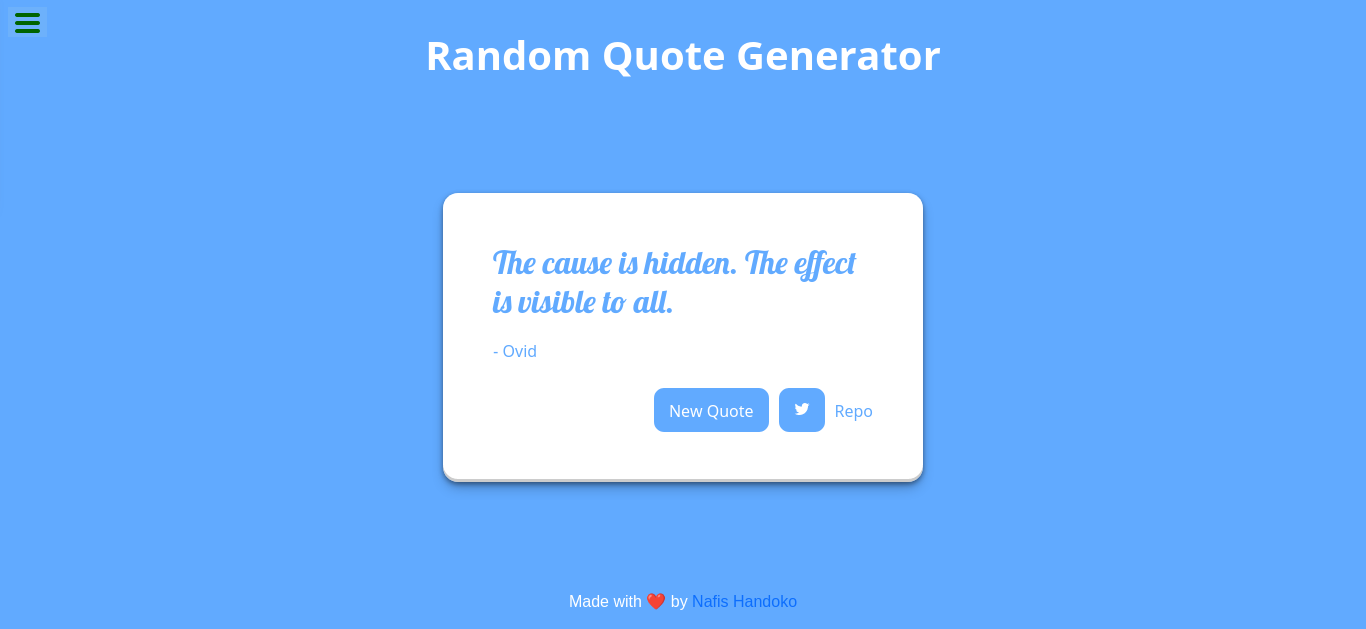 Random Quote Generator
The cause is hidden. The effect
is visible to all.
- Ovid
New Quote
Repo
Made with ❤️ by Nafis Handoko